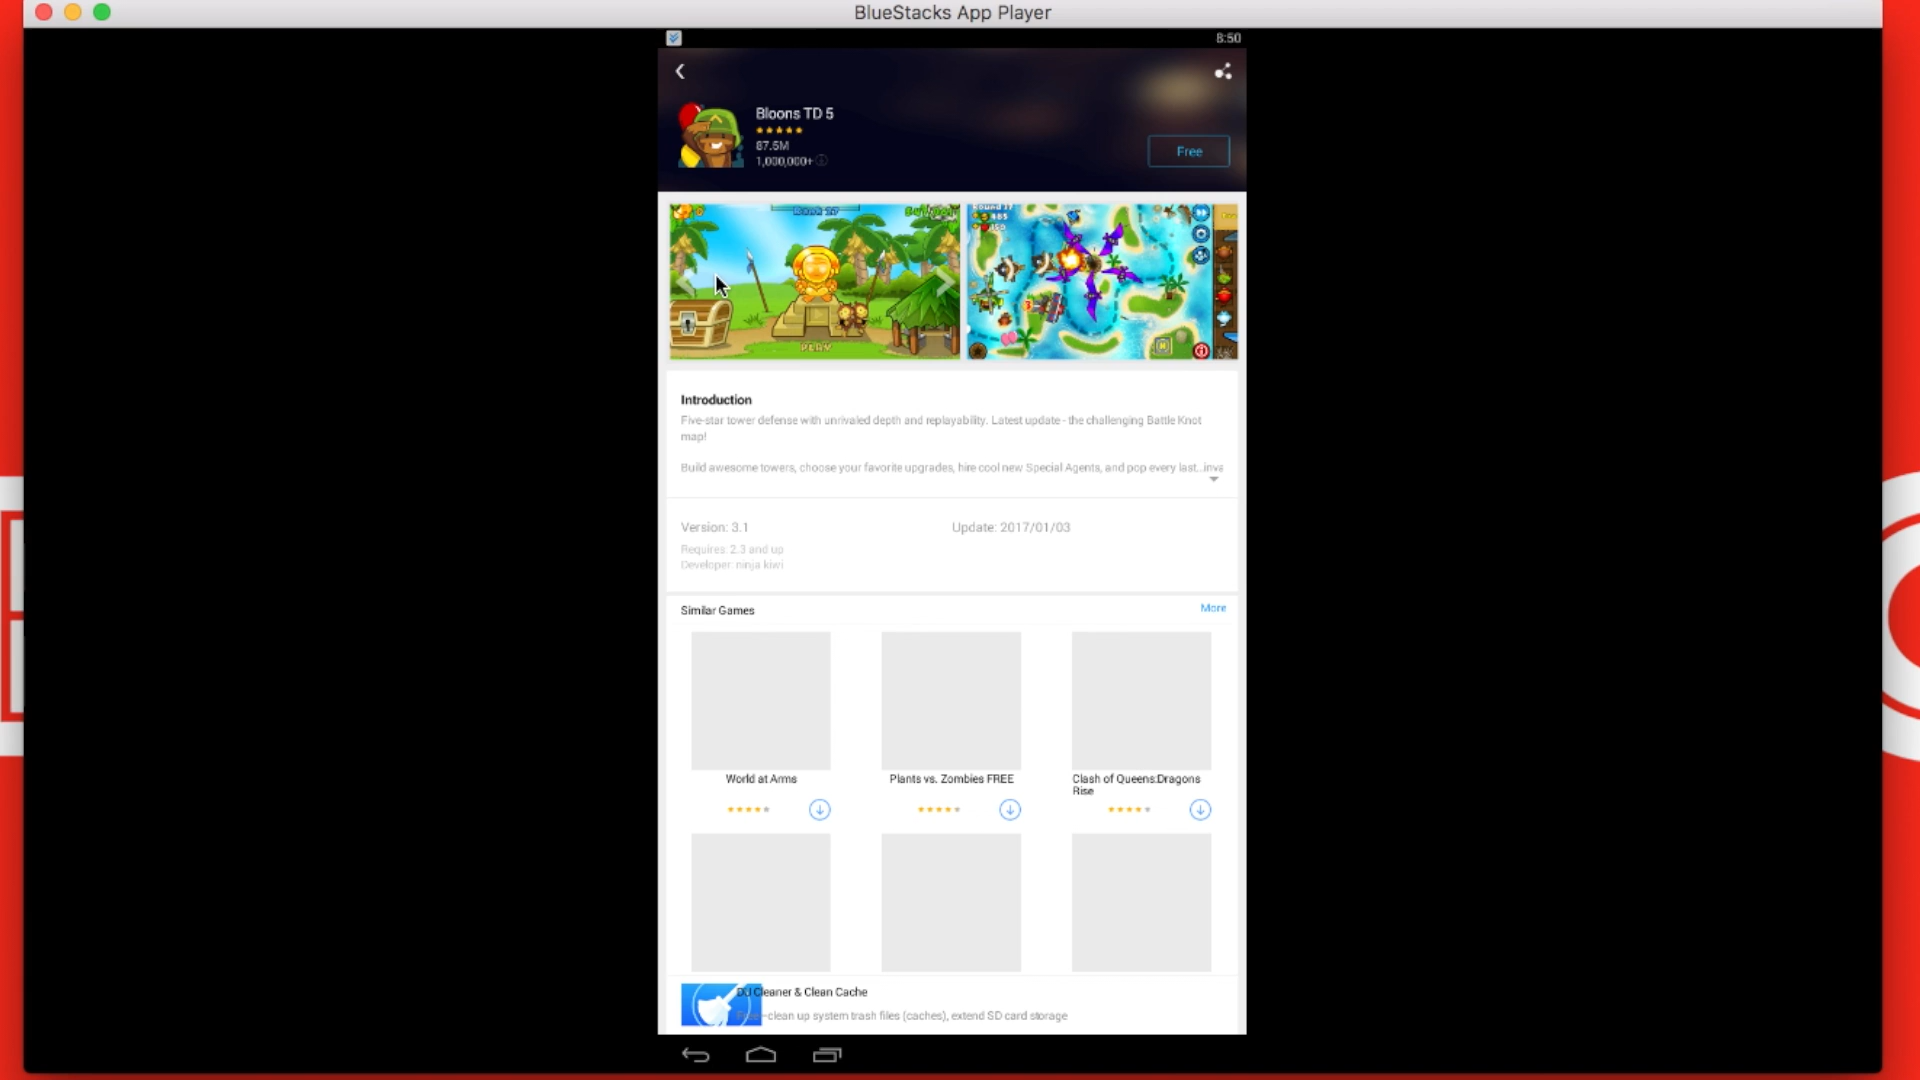 BlueStacks App Player
8:50
Bloons TD 5
87.5M
1,000,000+
Free
PLAY
Introduction
Five-star tower defense with unrivaled depth and replayability. Latest update - the challenging Battle Knot
map!
Build awesome towers, choose your favorite upgrades, hire cool new Special Agents, and pop every last..inva
Version: 3.1
Update: 2017/01/03
Requires: 2.3 and up
Developer: ninja kiwi
Similar Games
More
World at Arms
Plants vs. Zombies FREE
Clash of Queens:Dragons
Rise
DU Cleaner & Clean Cache
clean up system trash files (caches), extend SD card storage